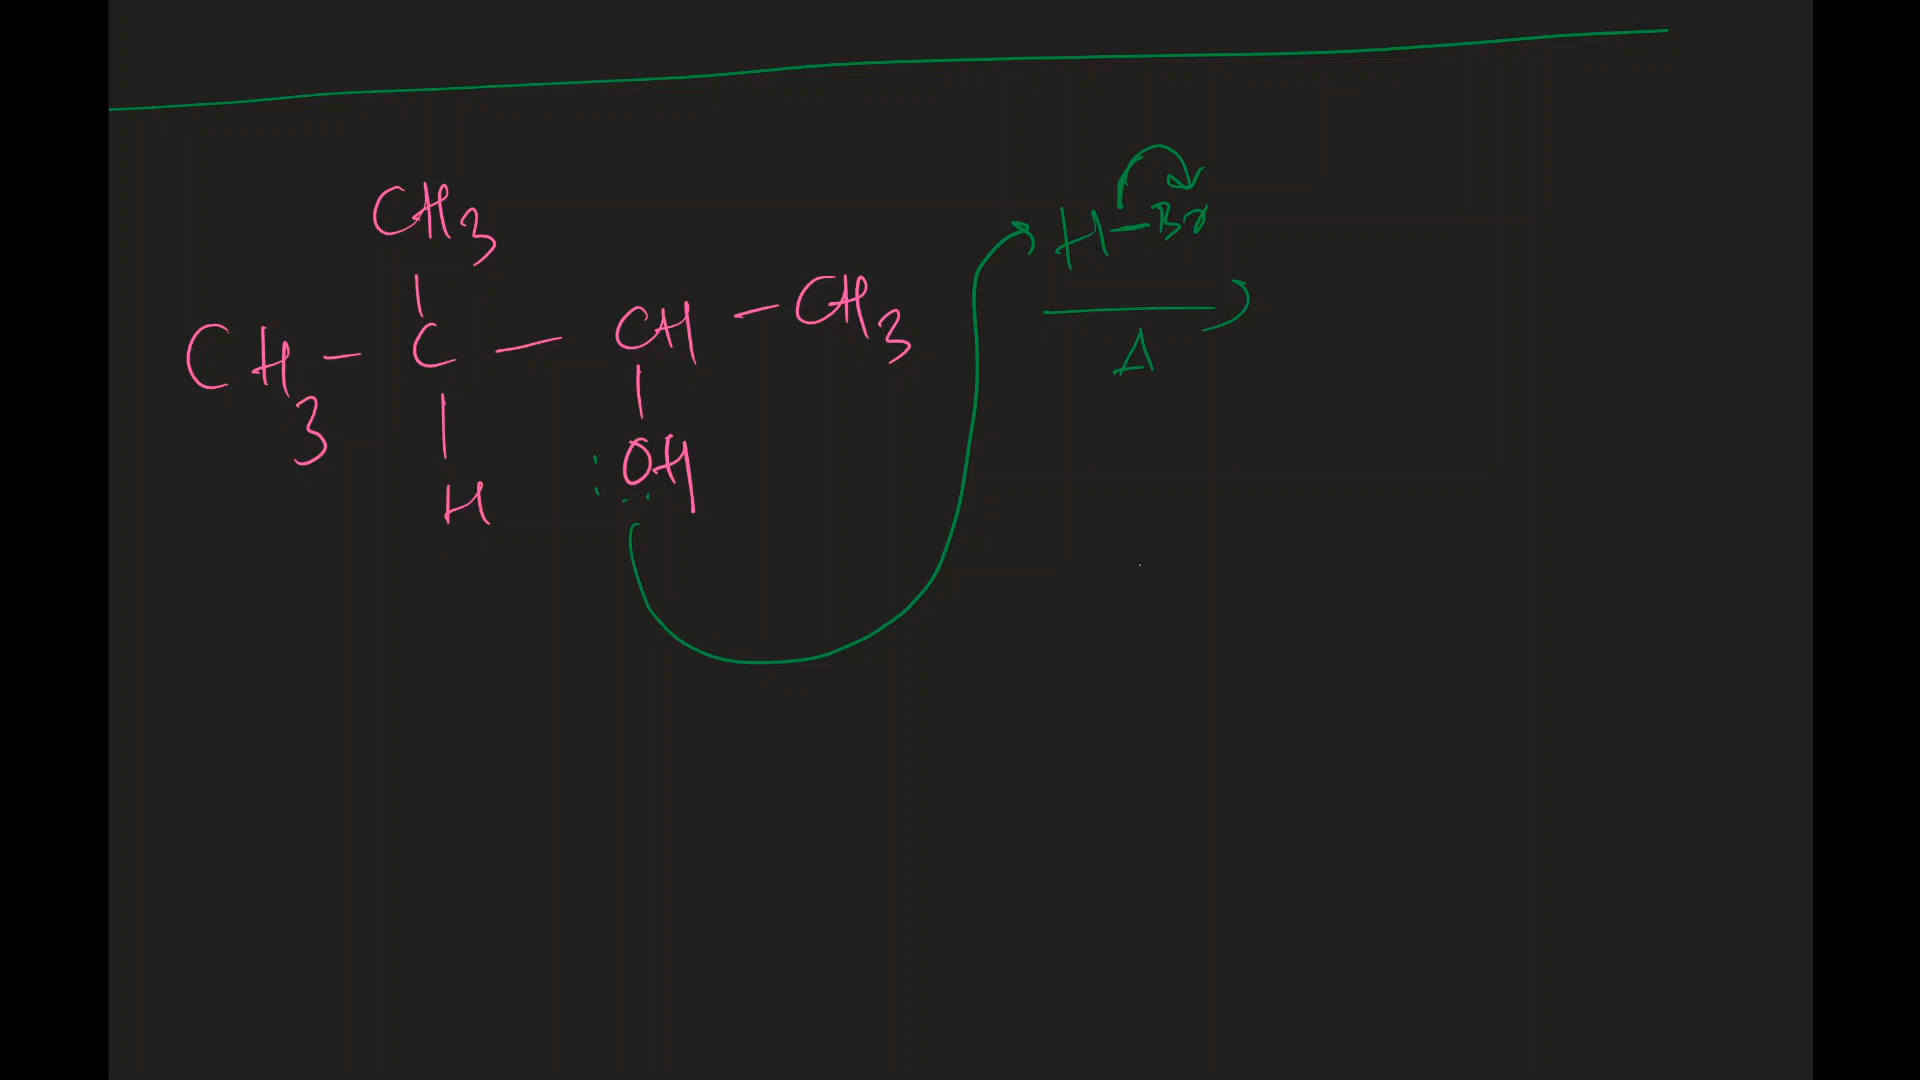 CH3
H-Br
CH3 - C - CH - CH3
Δ
H
OH